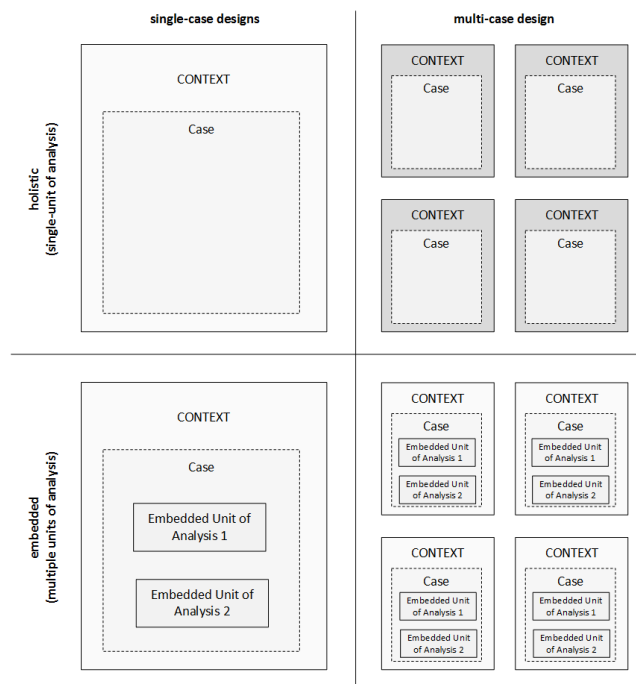 single-case designs
multi-case design
holistic
(single-unit of analysis)
CONTEXT
Case
CONTEXT
Case
CONTEXT
Case
CONTEXT
Case
CONTEXT
Case
embedded
(multiple units of analysis)
CONTEXT
Case
Embedded Unit of
Analysis 1
Embedded Unit of
Analysis 2
CONTEXT
Case
Embedded Unit
of Analysis 1
Embedded Unit
of Analysis 2
CONTEXT
Case
Embedded Unit
of Analysis 1
Embedded Unit
of Analysis 2
CONTEXT
Case
Embedded Unit
of Analysis 1
Embedded Unit
of Analysis 2
CONTEXT
Case
Embedded Unit
of Analysis 1
Embedded Unit
of Analysis 2